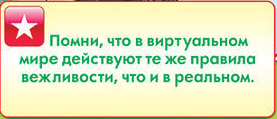 Помни, что в виртуальном
мире действуют те же правила
вежливости, что и в реальном.